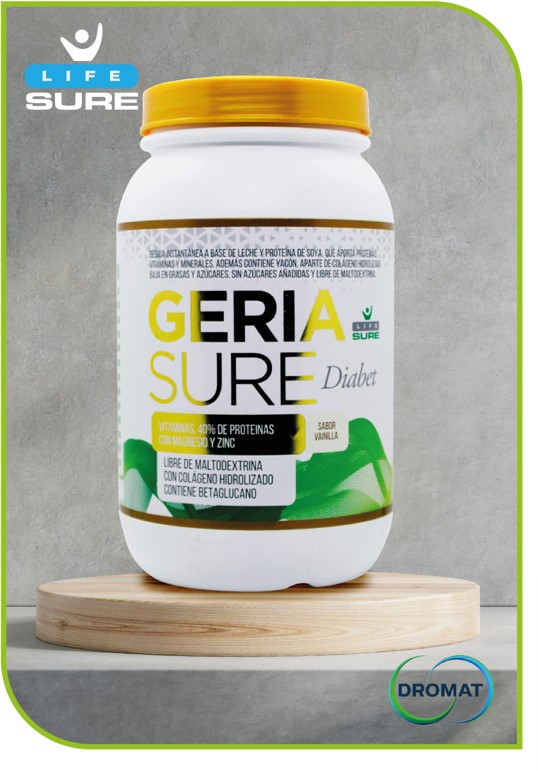 LIFE
SURE
BEBIDA INSTANTÁNEA A BASE DE LECHE Y PROTEÍNA DE SOYA, QUE APORTA PROTEÍNAS,
VITAMINAS Y MINERALES. ADEMÁS CONTIENE YACÓN, APARTE DE COLÁGENO HIDROLIZADO.
BAJA EN GRASAS Y AZÚCARES. SIN AZÚCARES AÑADIDAS Y LIBRE DE MALTODEXTRINA.
GERIA
LIFE
SURE
SURE Diabet
VITAMINAS, 40% DE PROTEINAS
CON MAGNESIO Y ZINC
SABOR
VAINILLA
LIBRE DE MALTODEXTRINA
CON COLÁGENO HIDROLIZADO
CONTIENE BETAGLUCANO
DROMAT